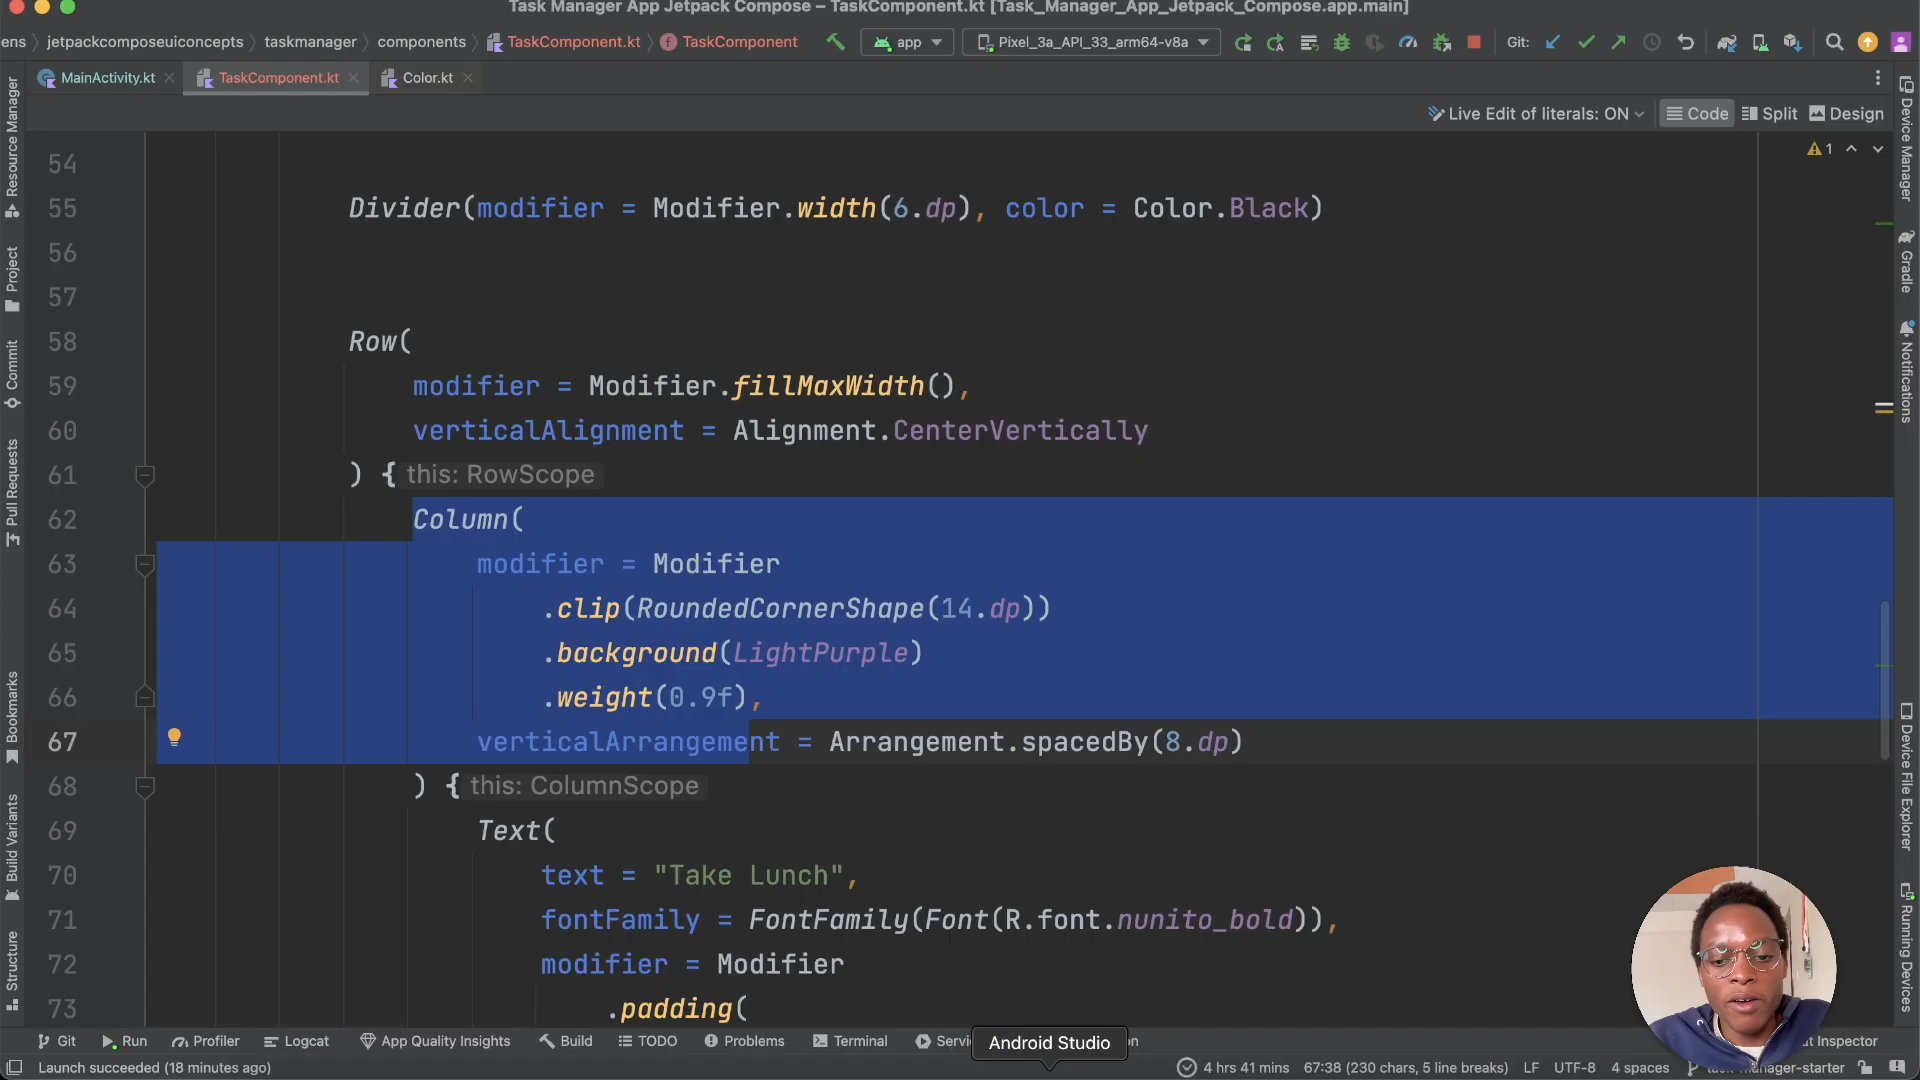 Task Manager App Jetpack Compose – TaskComponent.kt [Task_Manager_App_Jetpack_Compose.app.main]
ens
jetpackcomposeuiconcepts
taskmanager
components
TaskComponent.kt
TaskComponent
app
Pixel_3a_API_33_arm64-v8a
Git:
MainActivity.kt
TaskComponent.kt
Color.kt
Live Edit of literals: ON
Code
Split
Design
1
54
55 Divider(modifier = Modifier.width(6.dp), color = Color.Black)
56
57
58 Row(
59 modifier = Modifier.fillMaxWidth(),
60 verticalAlignment = Alignment.CenterVertically
61 ) { this: RowScope
62 Column(
63 modifier = Modifier
64 .clip(RoundedCornerShape(14.dp))
65 .background(LightPurple)
66 .weight(0.9f),
67 verticalArrangement = Arrangement.spacedBy(8.dp)
68 ) { this: ColumnScope
69 Text(
70 text = "Take Lunch",
71 fontFamily = FontFamily(Font(R.font.nunito_bold)),
72 modifier = Modifier
73 .padding(
Resource Manager
Project
Commit
Pull Requests
Bookmarks
Build Variants
Structure
Device Manager
Gradle
Notifications
Device File Explorer
Running Devices
Git
Run
Profiler
Logcat
App Quality Insights
Build
TODO
Problems
Terminal
Servi
Android Studio
on
ut Inspector
Launch succeeded (18 minutes ago)
4 hrs 41 mins
67:38 (230 chars, 5 line breaks)
LF
UTF-8
4 spaces
task-manager-starter